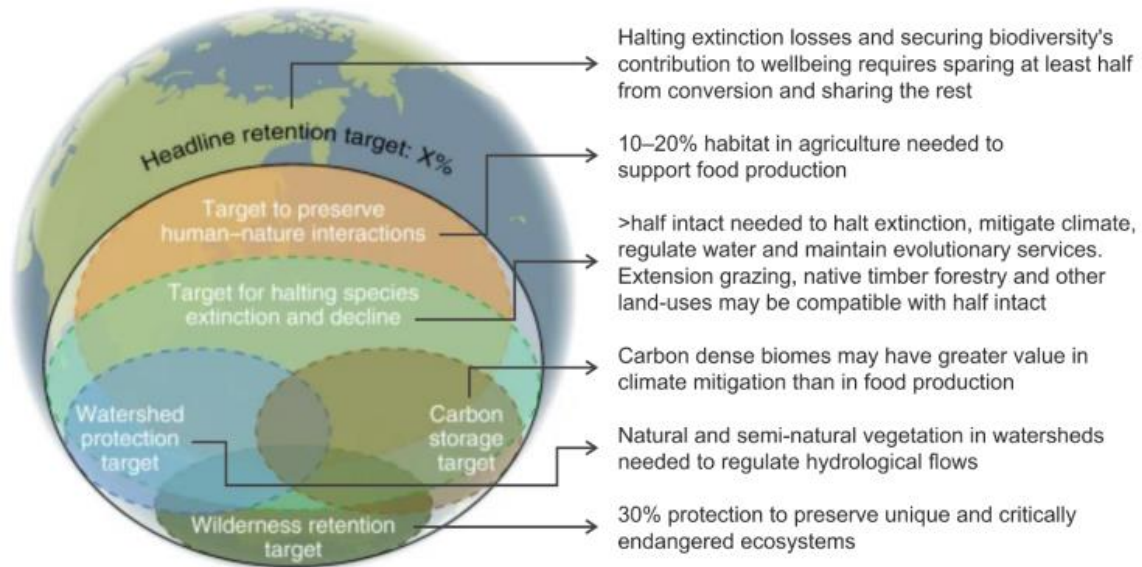 Headline retention target: X%
Target to preserve
human–nature interactions
Target for halting species
extinction and decline
Watershed
protection
target
Carbon
storage
target
Wilderness retention
target
Halting extinction losses and securing biodiversity's
contribution to wellbeing requires sparing at least half
from conversion and sharing the rest
10–20% habitat in agriculture needed to
support food production
>half intact needed to halt extinction, mitigate climate,
regulate water and maintain evolutionary services.
Extension grazing, native timber forestry and other
land-uses may be compatible with half intact
Carbon dense biomes may have greater value in
climate mitigation than in food production
Natural and semi-natural vegetation in watersheds
needed to regulate hydrological flows
30% protection to preserve unique and critically
endangered ecosystems